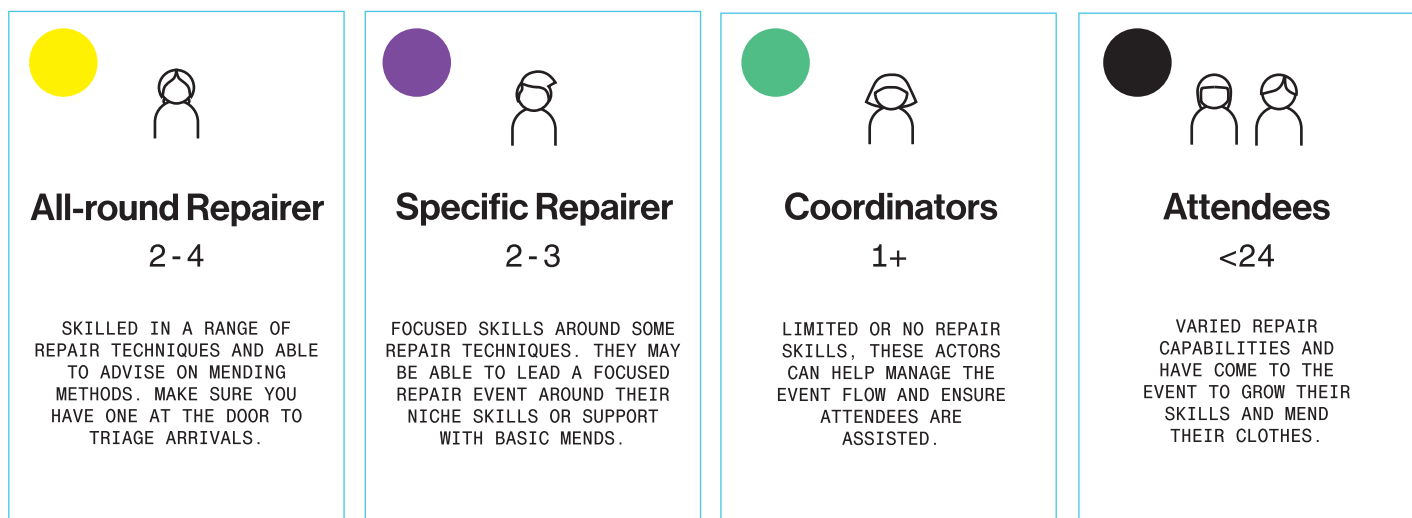 All-round Repairer
2-4
SKILLED IN A RANGE OF
REPAIR TECHNIQUES AND ABLE
TO ADVISE ON MENDING
METHODS. MAKE SURE YOU
HAVE ONE AT THE DOOR TO
TRIAGE ARRIVALS.
Specific Repairer
2-3
FOCUSED SKILLS AROUND SOME
REPAIR TECHNIQUES. THEY MAY
BE ABLE TO LEAD A FOCUSED
REPAIR EVENT AROUND THEIR
NICHE SKILLS OR SUPPORT
WITH BASIC MENDS.
Coordinators
1+
LIMITED OR NO REPAIR
SKILLS, THESE ACTORS
CAN HELP MANAGE THE
EVENT FLOW AND ENSURE
ATTENDEES ARE
ASSISTED.
Attendees
<24
VARIED REPAIR
CAPABILITIES AND
HAVE COME TO THE
EVENT TO GROW THEIR
SKILLS AND MEND
THEIR CLOTHES.